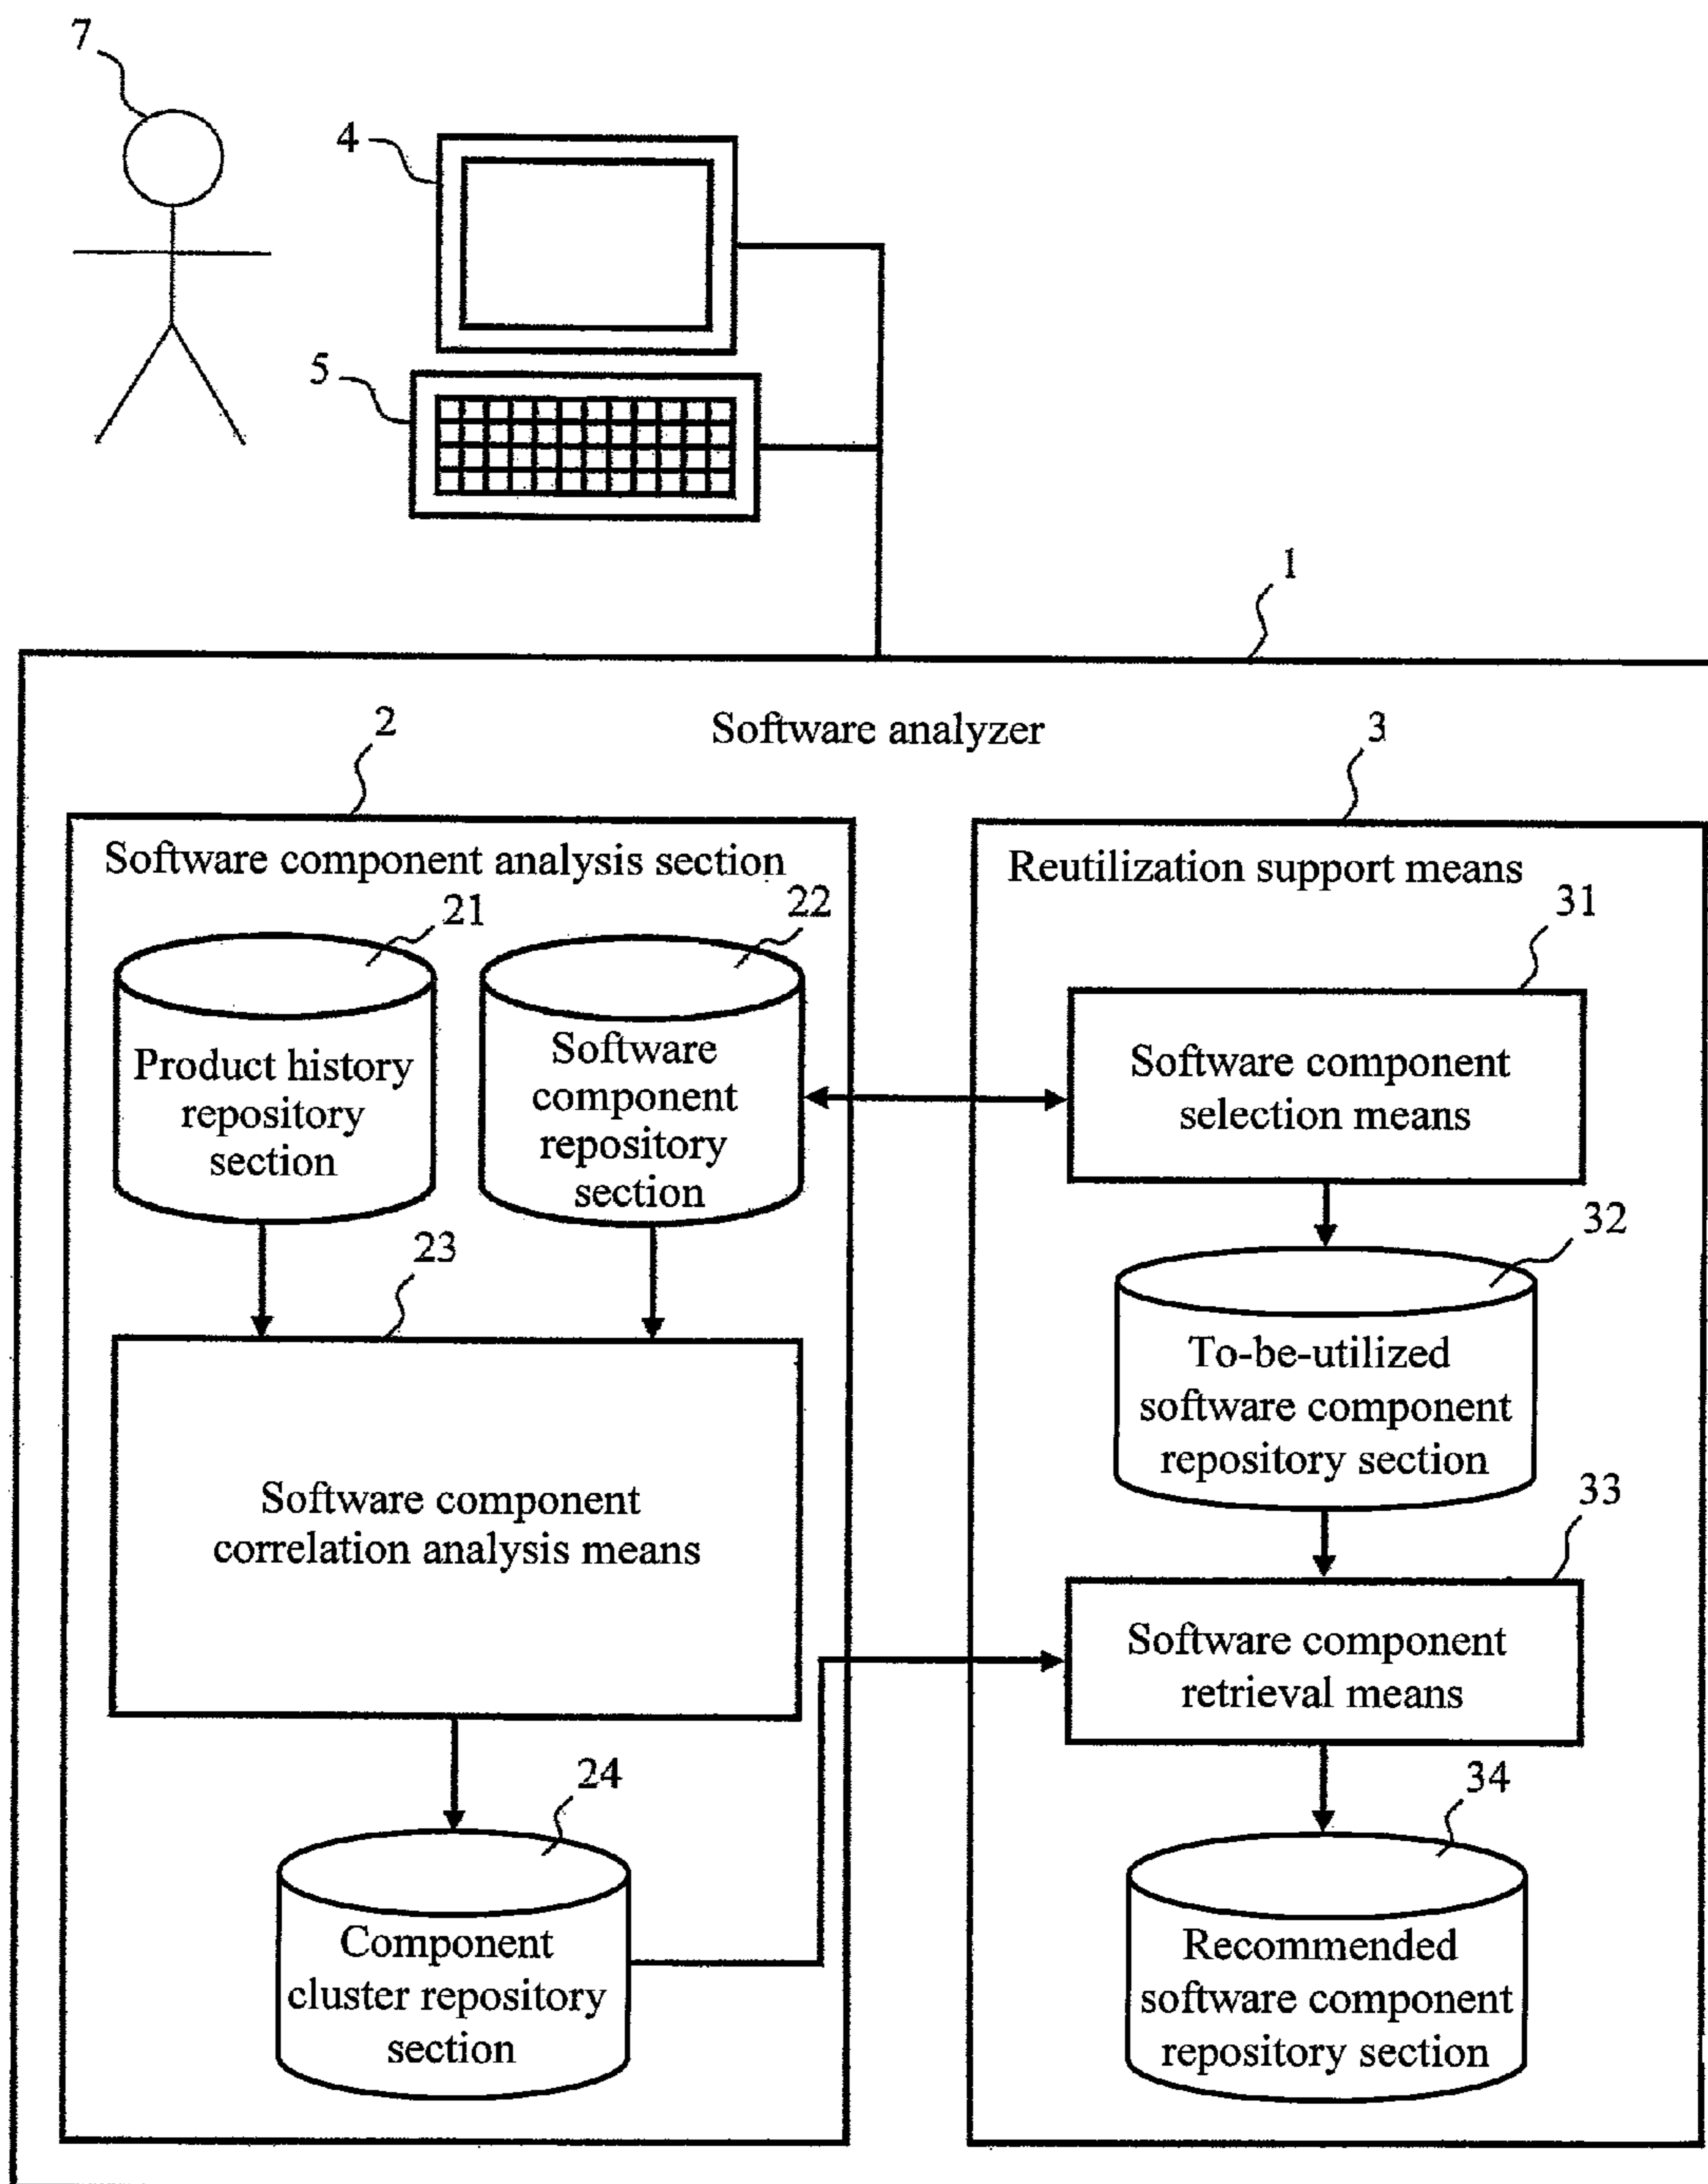 7
4
5
1
Software analyzer
2
3
Software component analysis section
Reutilization support means
21
22
31
Product history
repository
section
Software
component
repository
section
Software component
selection means
23
32
To-be-utilized
software component
repository section
Software component
correlation analysis means
33
Software component
retrieval means
24
34
Component
cluster repository
section
Recommended
software component
repository section